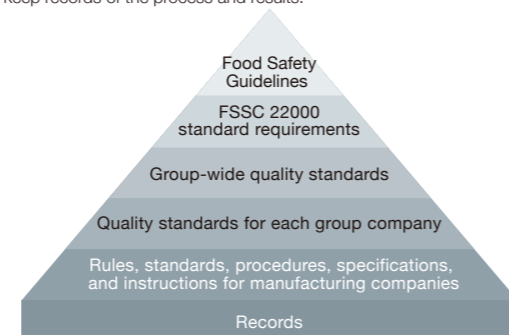 keep records of the process and results.
Food Safety
Guidelines
FSSC 22000
standard requirements
Group-wide quality standards
Quality standards for each group company
Rules, standards, procedures, specifications,
and instructions for manufacturing companies
Records